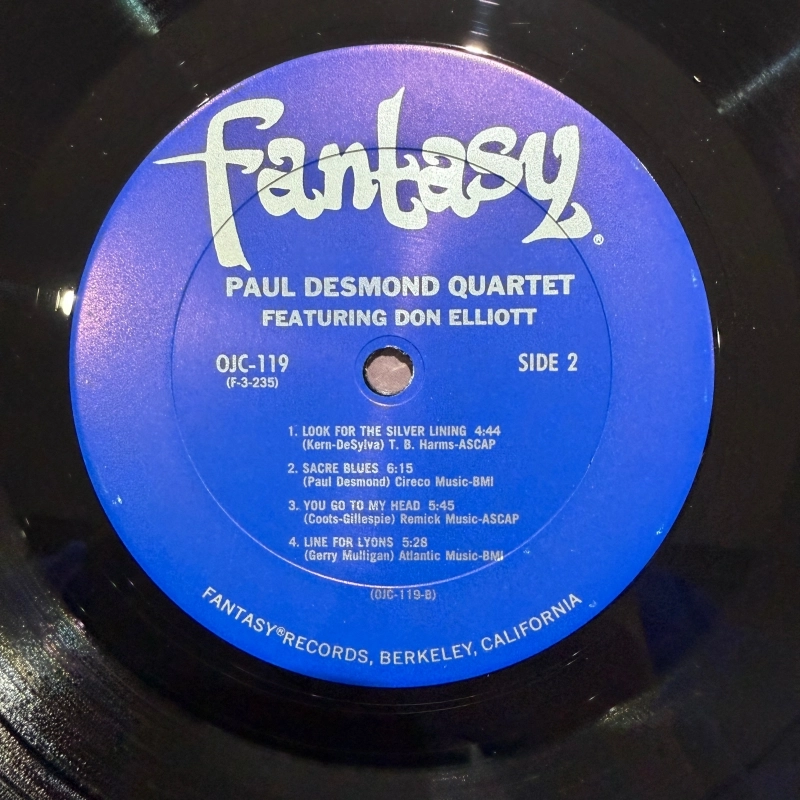 fantasy®
PAUL DESMOND QUARTET
FEATURING DON ELLIOTT
OJC-119
(F-3-235)
SIDE 2
1. LOOK FOR THE SILVER LINING 4:44
(Kern-DeSylva) T. B. Harms-ASCAP
2. SACRE BLUES 6:15
(Paul Desmond) Cireco Music-BMI
3. YOU GO TO MY HEAD 5:45
(Coots-Gillespie) Remick Music-ASCAP
4. LINE FOR LYONS 5:28
(Gerry Mulligan) Atlantic Music-BMI
(OJC-119-B)
FANTASY® RECORDS, BERKELEY, CALIFORNIA